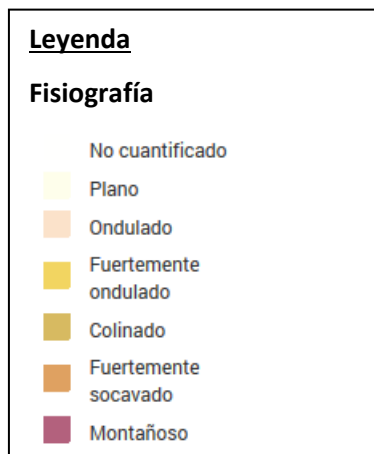 Leyenda
Fisiografía
No cuantificado
Plano
Ondulado
Fuertemente
ondulado
Colinado
Fuertemente
socavado
Montañoso